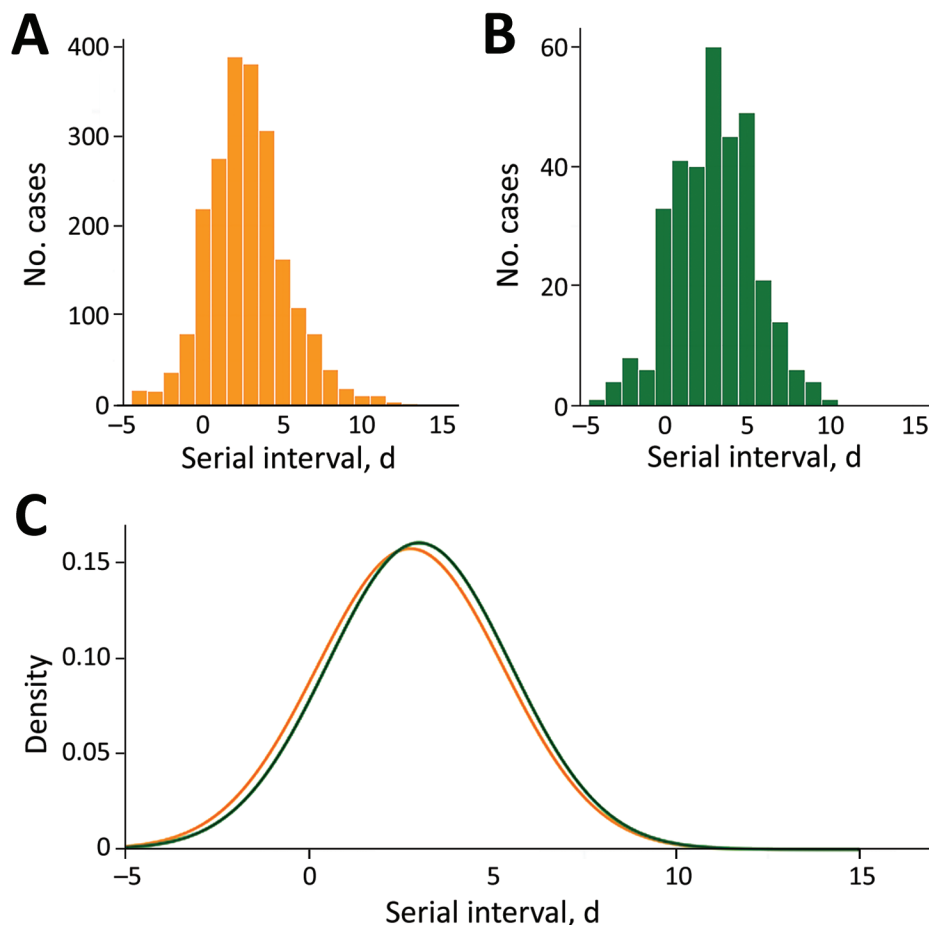 A
400
300
200
100
0
No. cases
–5 0 5 10 15
Serial interval, d
B
60
40
20
0
No. cases
–5 0 5 10 15
Serial interval, d
C
0.15
0.10
0.05
0
Density
–5 0 5 10 15
Serial interval, d